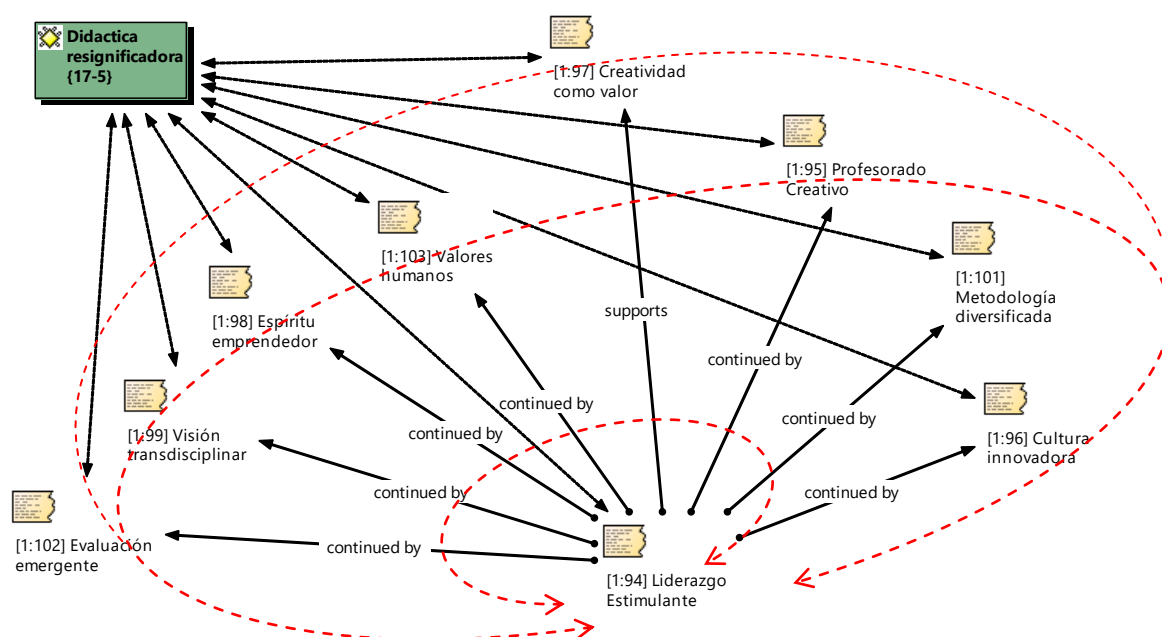 Didactica
resignificadora
{17-5}
[1:97] Creatividad
como valor
[1:95] Profesorado
Creativo
[1:103] Valores
humanos
[1:101]
Metodología
diversificada
[1:98] Espíritu
emprendedor
supports
continued by
continued by
continued by
continued by
[1:96] Cultura
innovadora
[1:99] Visión
transdisciplinar
continued by
continued by
[1:102] Evaluación
emergente
continued by
[1:94] Liderazgo
Estimulante